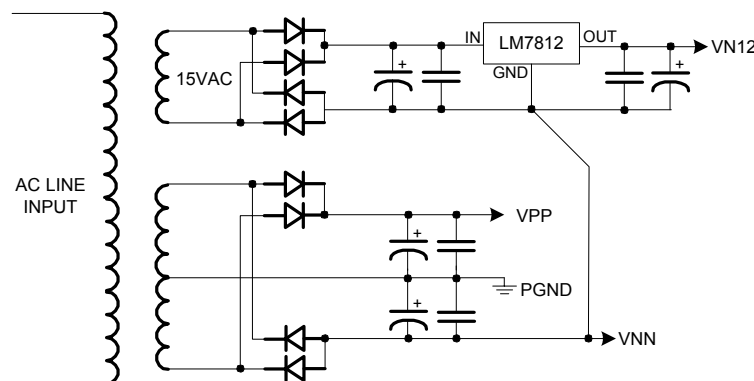 IN LM7812 OUT
VN12
15VAC
GND
+
+
AC LINE
INPUT
VPP
+
PGND
+
VNN